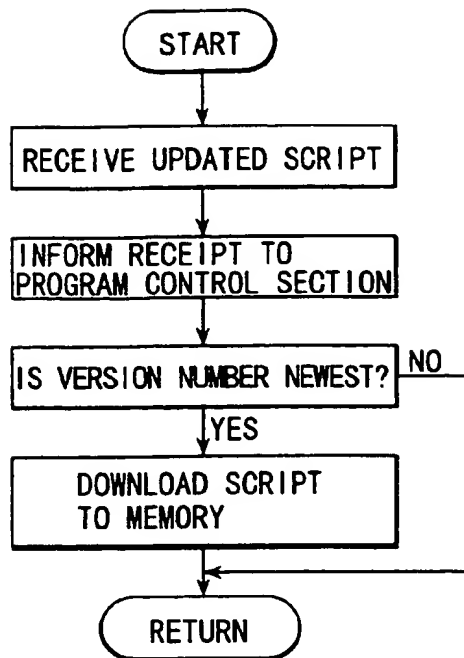 START
RECEIVE UPDATED SCRIPT
INFORM RECEIPT TO
PROGRAM CONTROL SECTION
IS VERSION NUMBER NEWEST?
NO
YES
DOWNLOAD SCRIPT
TO MEMORY
RETURN